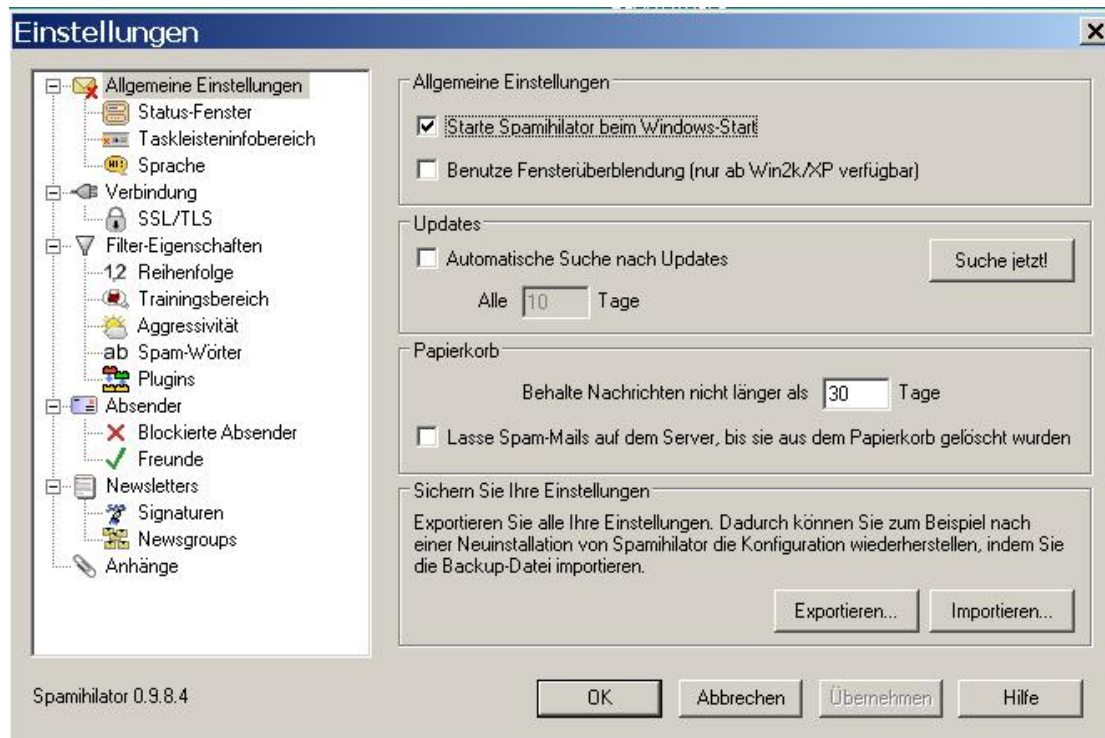 Einstellungen
Allgemeine Einstellungen
Status-Fenster
Taskleisteninfobereich
Sprache
Verbindung
SSL/TLS
Filter-Eigenschaften
1,2 Reihenfolge
Trainingsbereich
Aggressivität
ab Spam-Wörter
Plugins
Absender
Blockierte Absender
Freunde
Newsletters
Signaturen
Newsgroups
Anhänge
Allgemeine Einstellungen
Starte Spamihilator beim Windows-Start
Benutze Fensterüberblendung (nur ab Win2k/XP verfügbar)
Updates
Automatische Suche nach Updates
Suche jetzt!
Alle 10 Tage
Papierkorb
Behalte Nachrichten nicht länger als 30 Tage
Lasse Spam-Mails auf dem Server, bis sie aus dem Papierkorb gelöscht wurden
Sichern Sie Ihre Einstellungen
Exportieren Sie alle Ihre Einstellungen. Dadurch können Sie zum Beispiel nach
einer Neuinstallation von Spamihilator die Konfiguration wiederherstellen, indem Sie
die Backup-Datei importieren.
Exportieren... Importieren...
Spamihilator 0.9.8.4
OK Abbrechen Übernehmen Hilfe